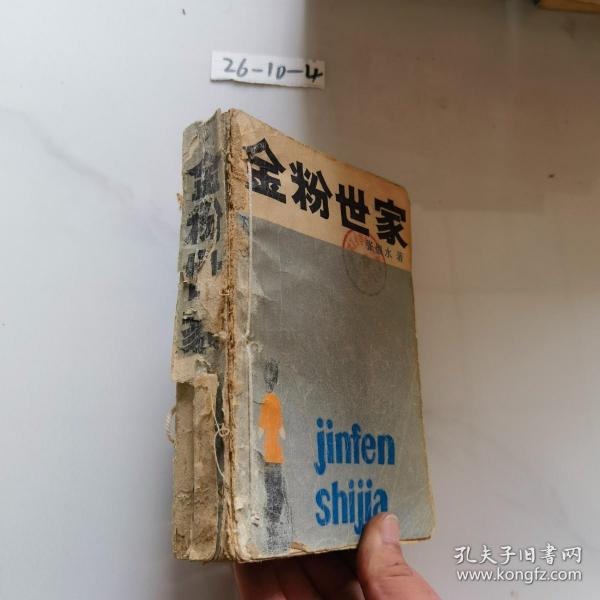 26-10-4
金粉世家
张恨水 著
金粉世家
jinfen
shijia
孔夫子旧书网
www.kongfz.com